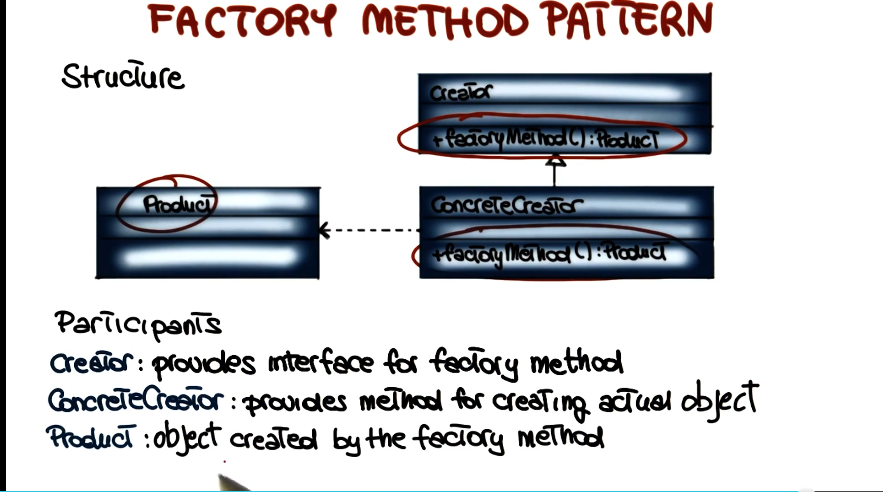 FACTORY METHOD PATTERN
Structure
Creator
+factoryMethod():Product
Product
ConcreteCreator
+factoryMethod():Product
Participants
Creator: provides interface for factory method
ConcreteCreator: provides method for creating actual object
Product: object created by the factory method